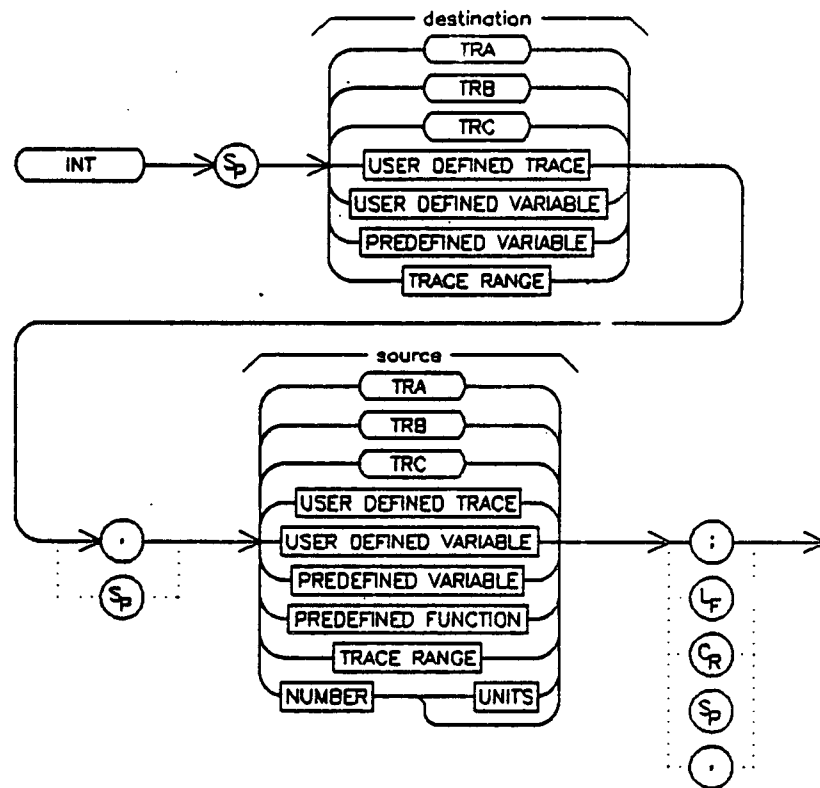 destination
TRA
TRB
TRC
INT
SP
USER DEFINED TRACE
USER DEFINED VARIABLE
PREDEFINED VARIABLE
TRACE RANGE
source
TRA
TRB
TRC
USER DEFINED TRACE
,
USER DEFINED VARIABLE
;
SP
PREDEFINED VARIABLE
LF
PREDEFINED FUNCTION
CR
TRACE RANGE
NUMBER
UNITS
SP
,